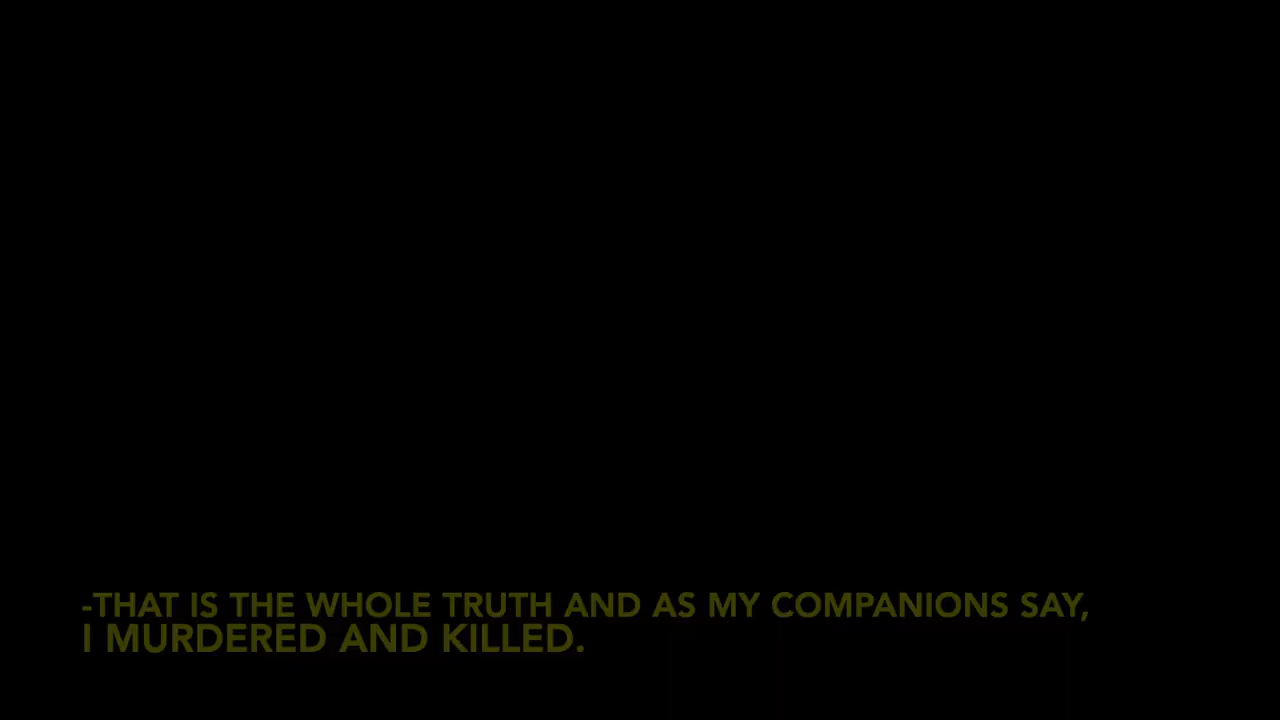 -THAT IS THE WHOLE TRUTH AND AS MY COMPANIONS SAY,
I MURDERED AND KILLED.